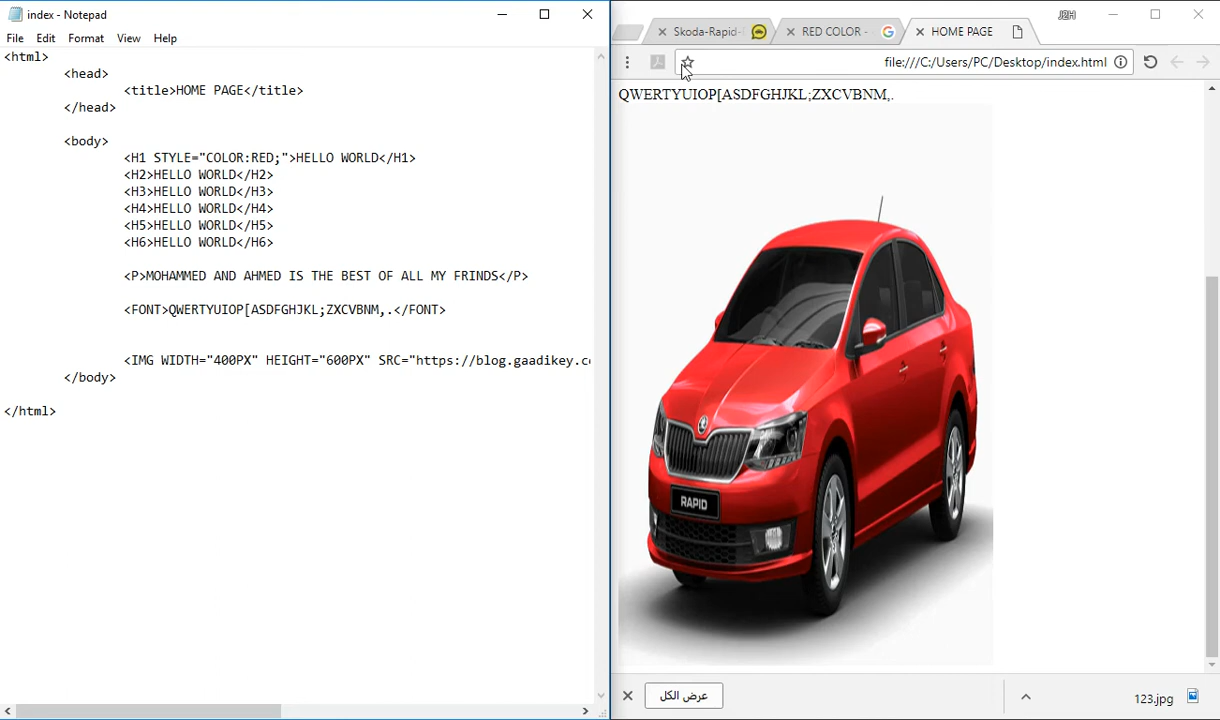 index - Notepad
File Edit Format View Help
<html>
<head>
<title>HOME PAGE</title>
</head>
<body>
<H1 STYLE="COLOR:RED;">HELLO WORLD</H1>
<H2>HELLO WORLD</H2>
<H3>HELLO WORLD</H3>
<H4>HELLO WORLD</H4>
<H5>HELLO WORLD</H5>
<H6>HELLO WORLD</H6>
<P>MOHAMMED AND AHMED IS THE BEST OF ALL MY FRINDS</P>
<FONT>QWERTYUIOP[ASDFGHJKL;ZXCVBNM,.</FONT>
<IMG WIDTH="400PX" HEIGHT="600PX" SRC="https://blog.gaadikey.c
</body>
</html>
JZH
Skoda-Rapid- RED COLOR - HOME PAGE
file:///C:/Users/PC/Desktop/index.html
QWERTYUIOP[ASDFGHJKL;ZXCVBNM,.
RAPID
عرض الكل
123.jpg